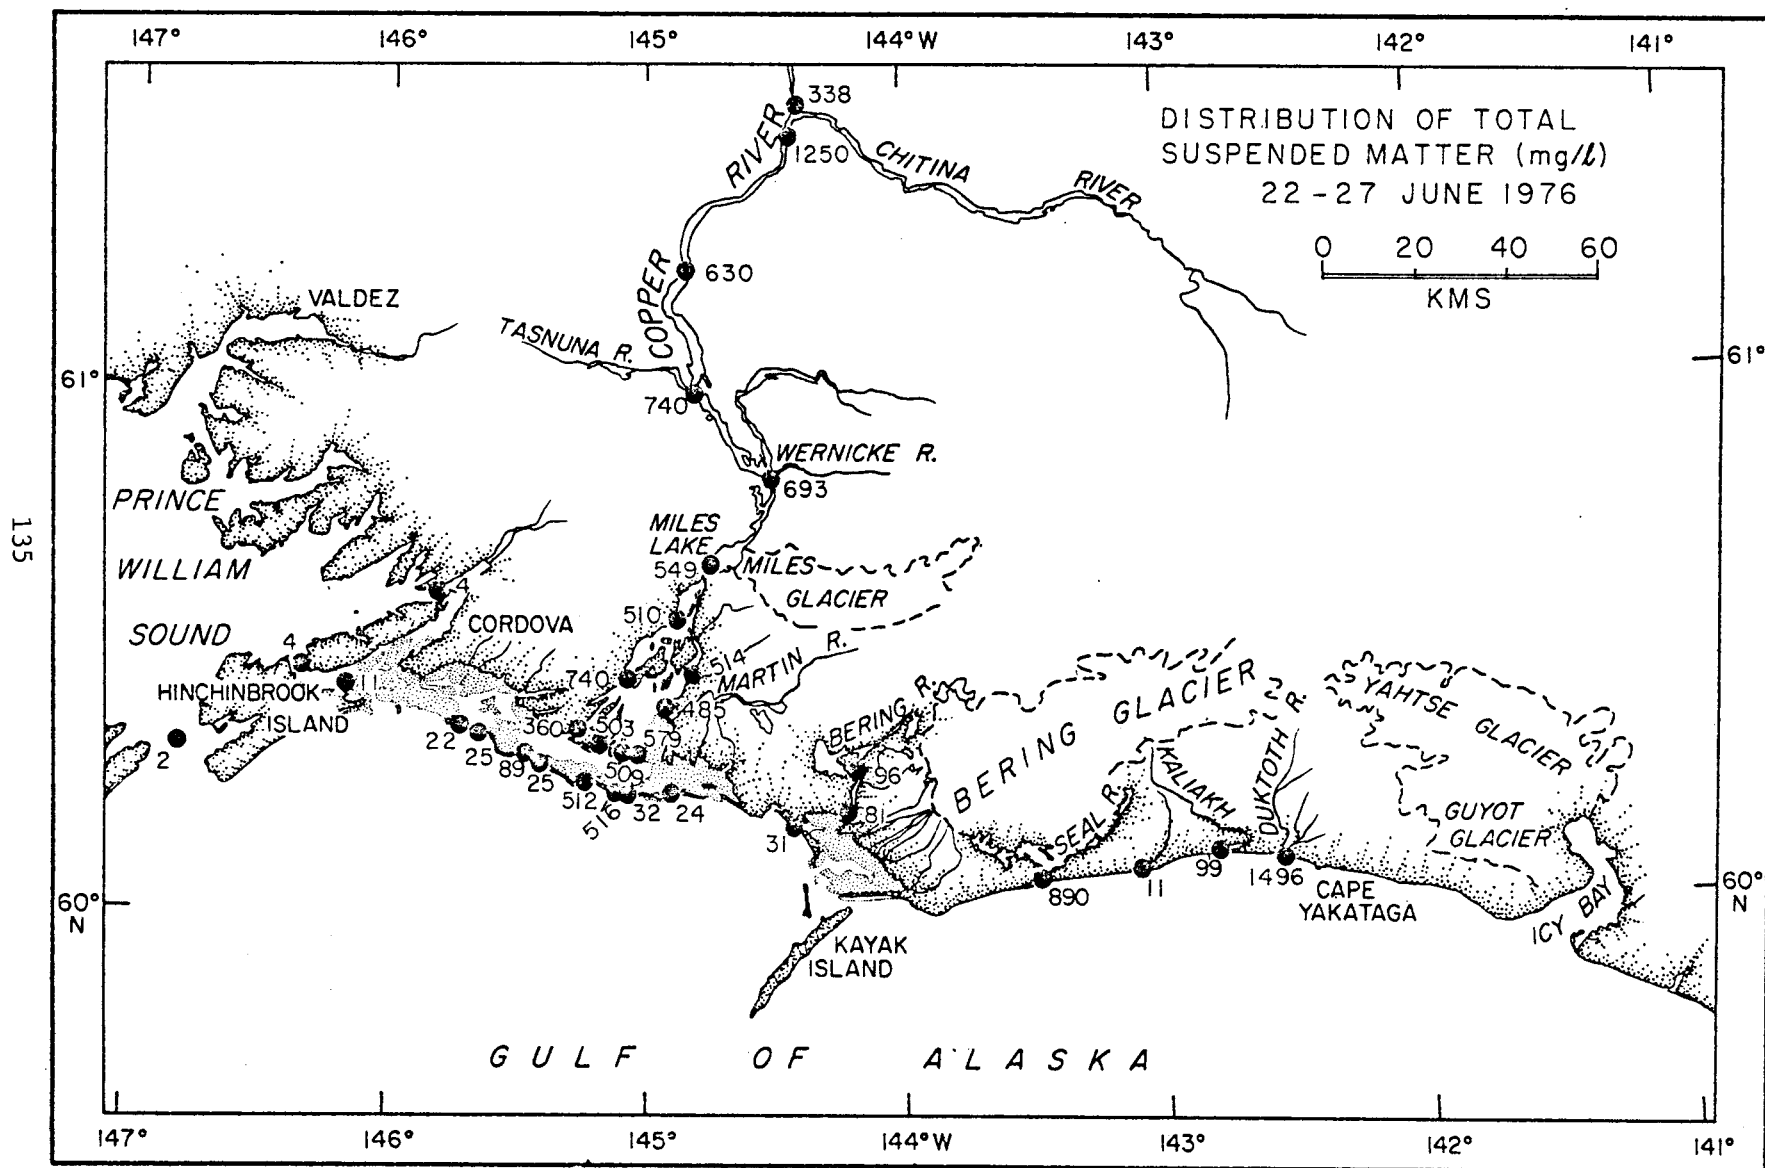 147° 146° 145° 144°W 143° 142° 141°
DISTRIBUTION OF TOTAL
SUSPENDED MATTER (mg/ℓ)
22-27 JUNE 1976
0 20 40 60
KMS
338
1250
COPPER RIVER
CHITINA RIVER
630
VALDEZ
TASNUNA R.
61°
61°
740
WERNICKE R.
693
PRINCE
WILLIAM
SOUND
135
MILES
LAKE
549
MILES
GLACIER
510
4
CORDOVA
4
HINCHINBROOK
ISLAND
11
2
740
514
MARTIN R.
485
360
503
579
509
22
25
89
25
512
516
32
24
31
BERING R.
96
81
BERING GLACIER
SEAL R.
KALIAKH
DUKTOTH R.
YAHTSE GLACIER
GUYOT
GLACIER
890
11
99
1496
CAPE
YAKATAGA
ICY BAY
60°
N
60°
N
KAYAK
ISLAND
GULF OF ALASKA
147° 146° 145° 144°W 143° 142° 141°